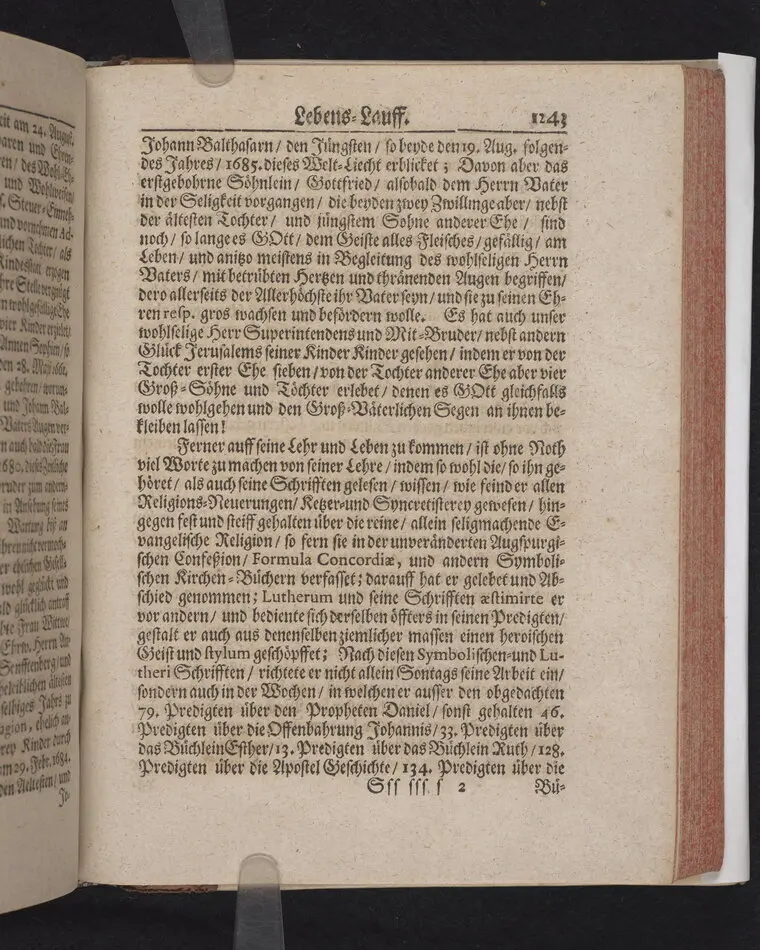 eit am 24. August.
aren und Ehren-
und Wohlweisen/
Lebens-Lauff. 1243
Johann Balthasarn/ den Jüngsten/ so beyde den 19. Aug. folgen-
des Jahres/ 1685. dieses Welt-Liecht erblicket; Davon aber das
erstgebohrne Söhnlein/ Gottfried/ alsobald dem Herrn Vater
in der Seligkeit vorgangen/ die beyden zwey Zwillinge aber/ nebst
der ältesten Tochter/ und jüngstem Sohne anderer Ehe/ sind
noch/ so lange es GOtt/ dem Geiste alles Fleisches/ gefällig/ am
Leben/ und anitzo meistens in Begleitung des wohlseligen Herrn
Vaters/ mit betrübten Hertzen und thränenden Augen begriffen/
dero allerseits der Allerhöchste ihr Vater seyn/ und sie zu seinen Eh-
ren resp. gros wachsen und befördern wolle. Es hat auch unser
wohlselige Herr Superintendens und Mit-Bruder/ nebst andern
Glück Jerusalems seiner Kinder Kinder gesehen/ indem er von der
Tochter erster Ehe sieben/ von der Tochter anderer Ehe aber vier
Groß-Söhne und Töchter erlebet/ denen es GOtt gleichfalls
wolle wohlgehen und den Groß-Väterlichen Segen an ihnen be-
kleiben lassen!
Ferner auff seine Lehr und Leben zu kommen/ ist ohne Noth
viel Worte zu machen von seiner Lehre/ indem so wohl die/ so ihn ge-
höret/ als auch seine Schrifften gelesen/ wissen/ wie feind er allen
Religions-Neuerungen/ Ketzer-und Syncretisterey gewesen/ hin-
gegen fest und steiff gehalten über die reine/ allein seligmachende E-
vangelische Religion/ so fern sie in der unveränderten Augspurgi-
schen Confeßion/ Formula Concordiæ, und andern Symboli-
schen Kirchen-Büchern verfasset; darauff hat er gelebet und Ab-
schied genommen; Lutherum und seine Schrifften æstimirte er
vor andern/ und bediente sich derselben öffters in seinen Predigten/
gestalt er auch aus denenselben ziemlicher massen einen heroischen
Geist und stylum geschöpffet; Nach diesen Symbolischen-und Lu-
theri Schrifften/ richtete er nicht allein Sontags seine Arbeit ein/
sondern auch in der Wochen/ in welchen er ausser den obgedachten
79. Predigten über den Propheten Daniel/ sonst gehalten 46.
Predigten über die Offenbahrung Johannis/ 33. Predigten über
das Büchlein Esther/ 13. Predigten über das Büchlein Ruth/ 128.
Predigten über die Apostel Geschichte/ 134. Predigten über die
Sſſ ſſſ ſ 2 Bü-